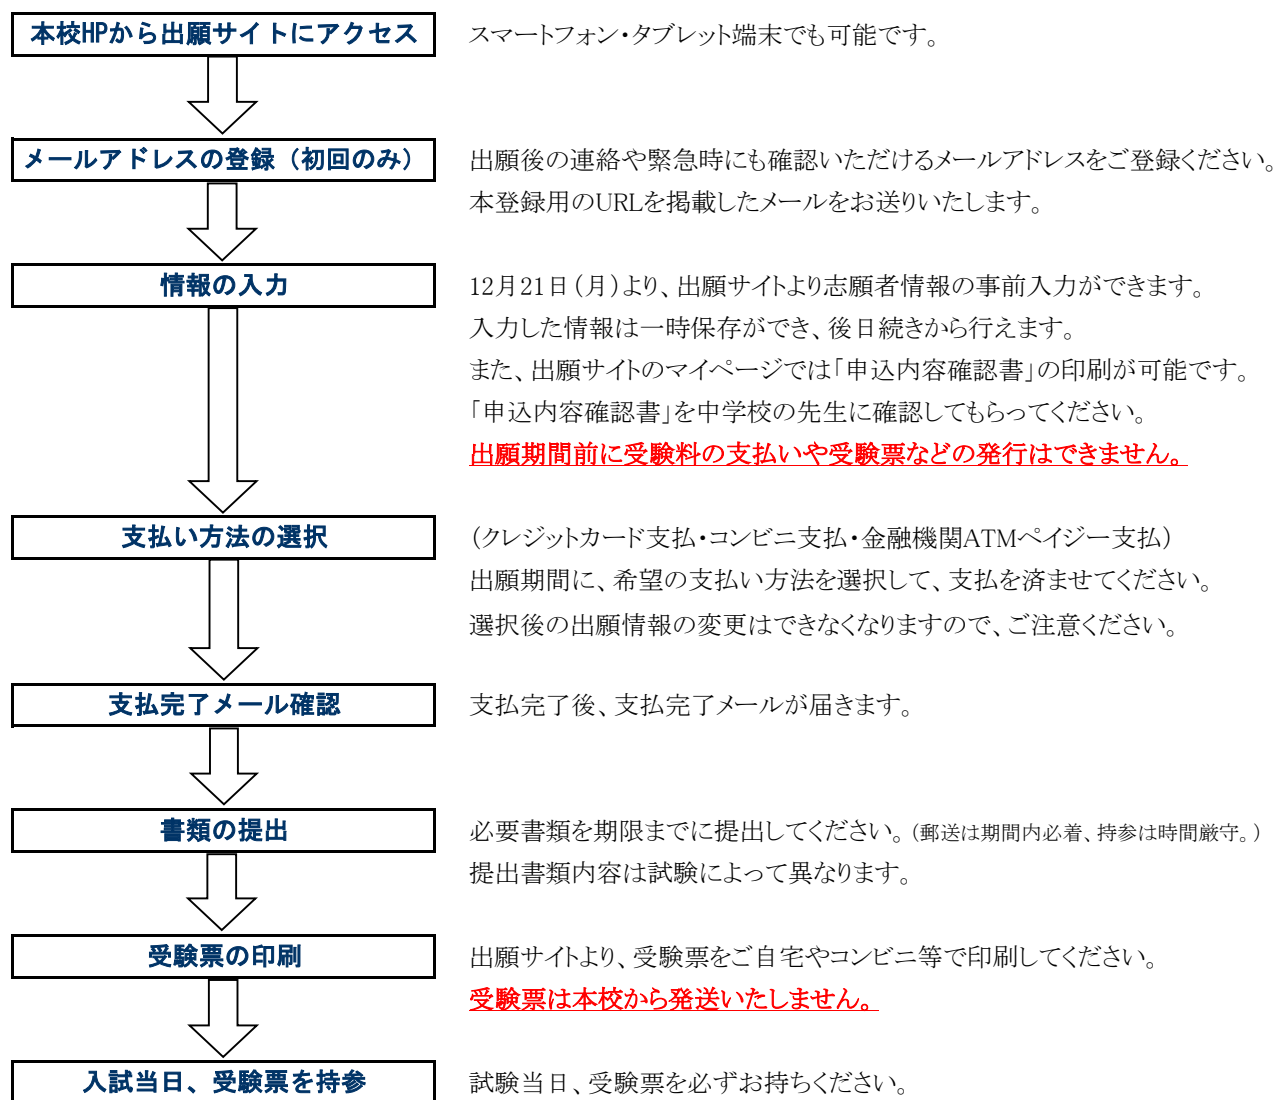 本校HPから出願サイトにアクセス
スマートフォン・タブレット端末でも可能です。
メールアドレスの登録（初回のみ）
出願後の連絡や緊急時にも確認いただけるメールアドレスをご登録ください。
本登録用のURLを掲載したメールをお送りいたします。
情報の入力
12月21日（月）より、出願サイトより志願者情報の事前入力ができます。
入力した情報は一時保存ができ、後日続きから行えます。
また、出願サイトのマイページでは「申込内容確認書」の印刷が可能です。
「申込内容確認書」を中学校の先生に確認してもらってください。
出願期間前に受験料の支払いや受験票などの発行はできません。
支払い方法の選択
（クレジットカード支払・コンビニ支払・金融機関ATMペイジー支払）
出願期間に、希望の支払い方法を選択して、支払を済ませてください。
選択後の出願情報の変更はできなくなりますので、ご注意ください。
支払完了メール確認
支払完了後、支払完了メールが届きます。
書類の提出
必要書類を期限までに提出してください。（郵送は期間内必着、持参は時間厳守。）
提出書類内容は試験によって異なります。
受験票の印刷
出願サイトより、受験票をご自宅やコンビニ等で印刷してください。
受験票は本校から発送いたしません。
入試当日、受験票を持参
試験当日、受験票を必ずお持ちください。